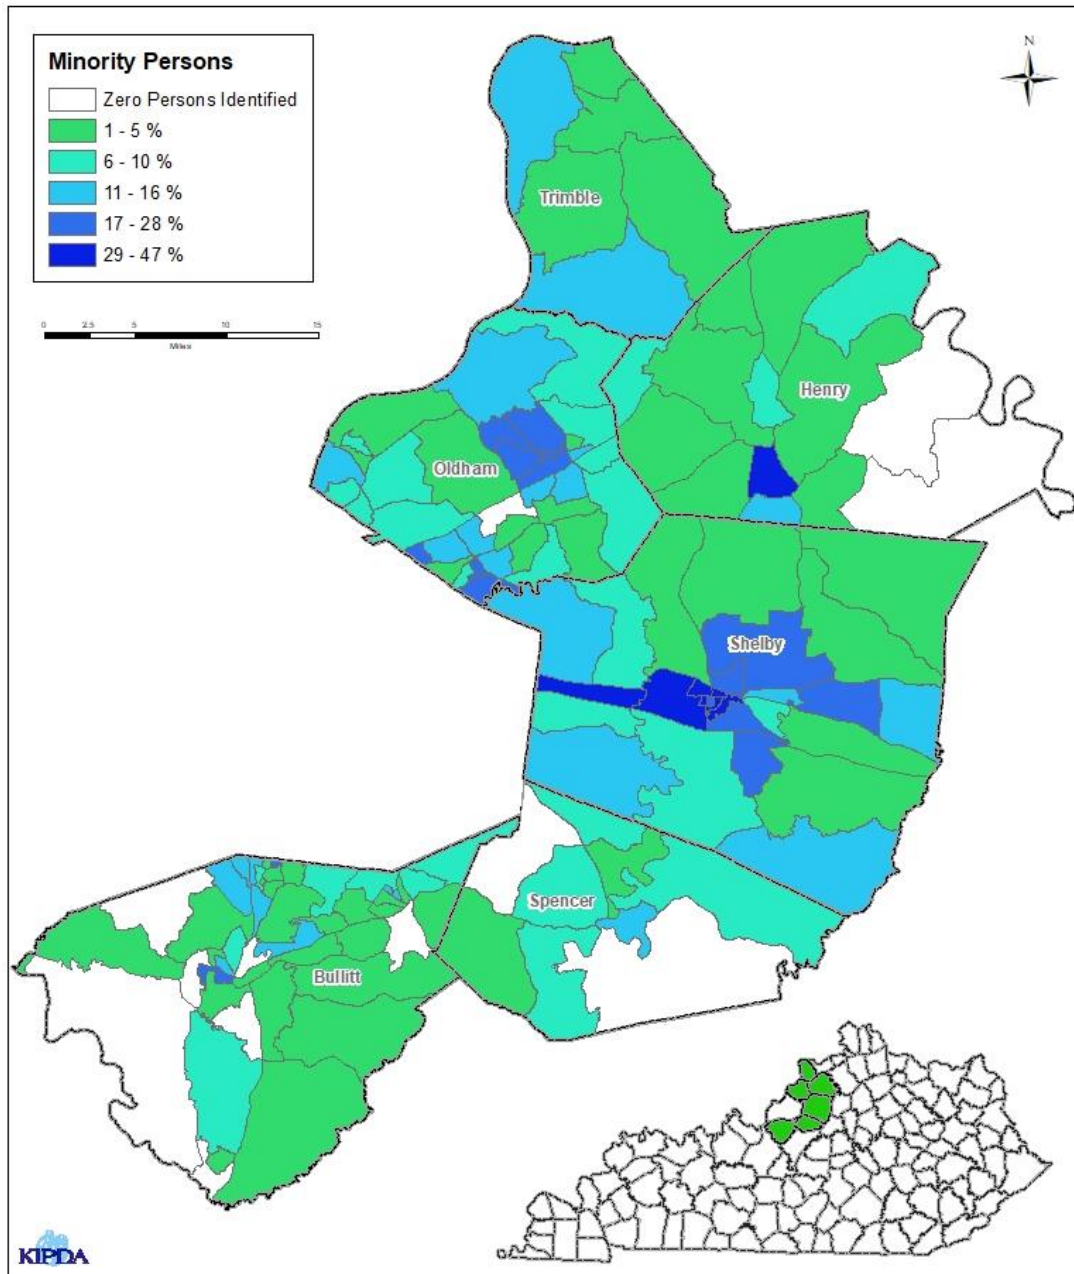 Minority Persons
Zero Persons Identified
1 - 5 %
6 - 10 %
11 - 16 %
17 - 28 %
29 - 47 %
N
0 2.5 5 10 15
Miles
Trimble
Henry
Oldham
Shelby
Spencer
Bullitt
KIPDA